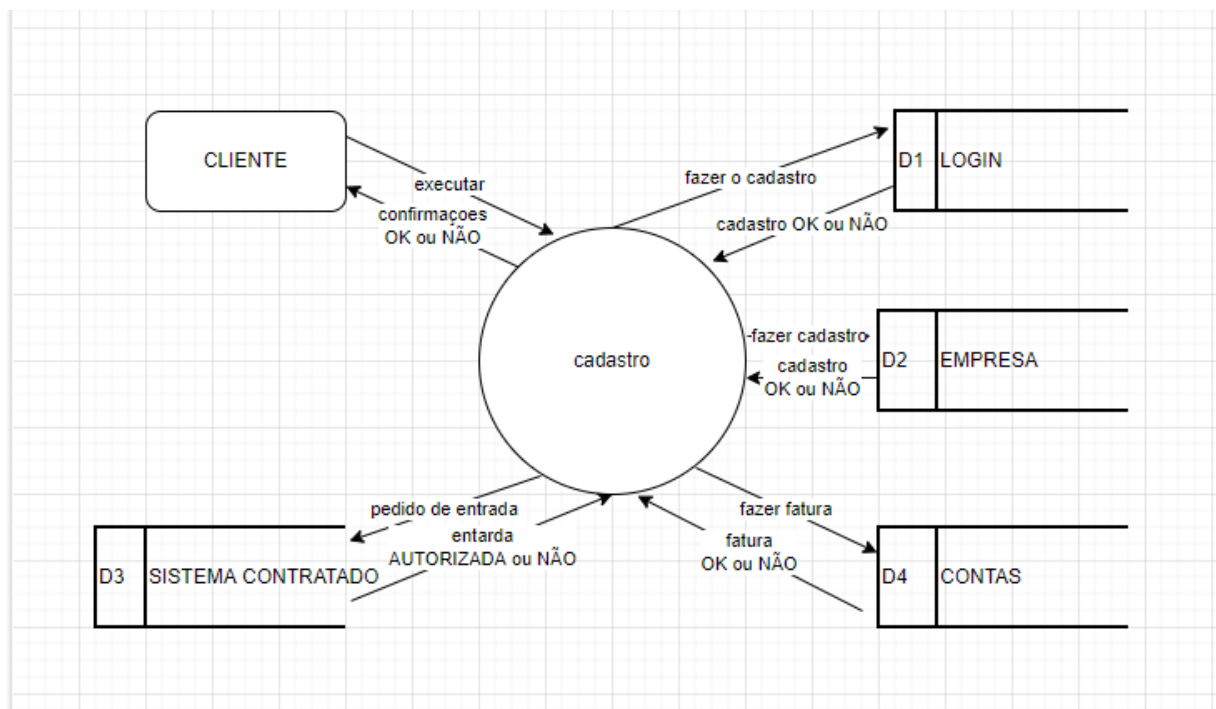 CLIENTE
executar
confirmaçoes
OK ou NÃO
fazer o cadastro
cadastro OK ou NÃO
D1
LOGIN
cadastro
fazer cadastro
cadastro
OK ou NÃO
D2
EMPRESA
pedido de entrada
entarda
AUTORIZADA ou NÃO
D3
SISTEMA CONTRATADO
fazer fatura
fatura
OK ou NÃO
D4
CONTAS